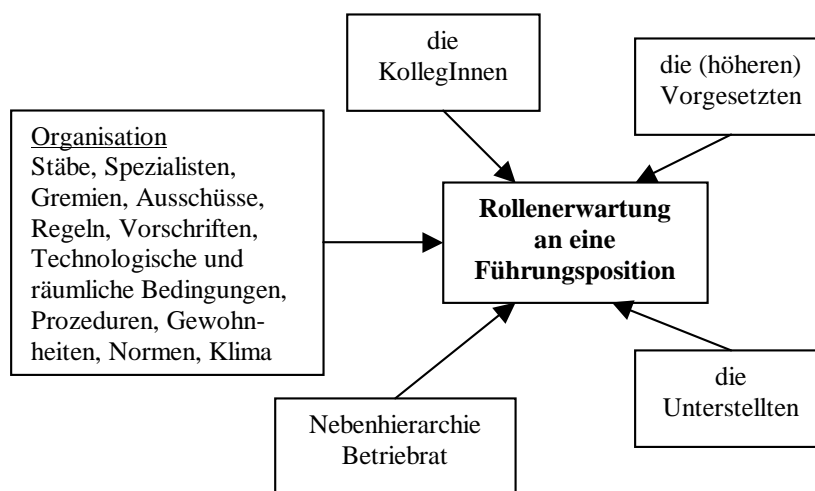 die
KollegInnen
die (höheren)
Vorgesetzten
Organisation
Stäbe, Spezialisten,
Gremien, Ausschüsse,
Regeln, Vorschriften,
Technologische und
räumliche Bedingungen,
Prozeduren, Gewohn-
heiten, Normen, Klima
Rollenerwartung
an eine
Führungsposition
Nebenhierarchie
Betriebrat
die
Unterstellten